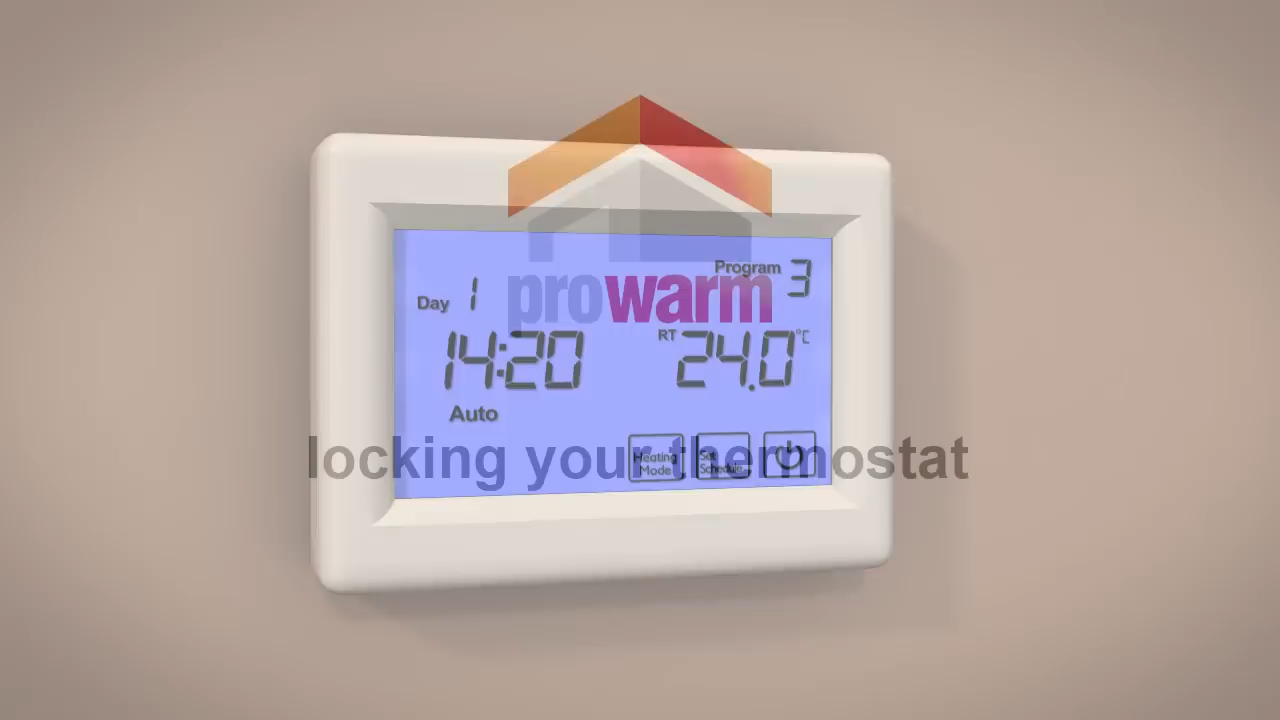 Program 3
prowarm
Day 1
14:20
RT 24.0 °C
Auto
locking your thermostat
Heating Mode
Set Schedule